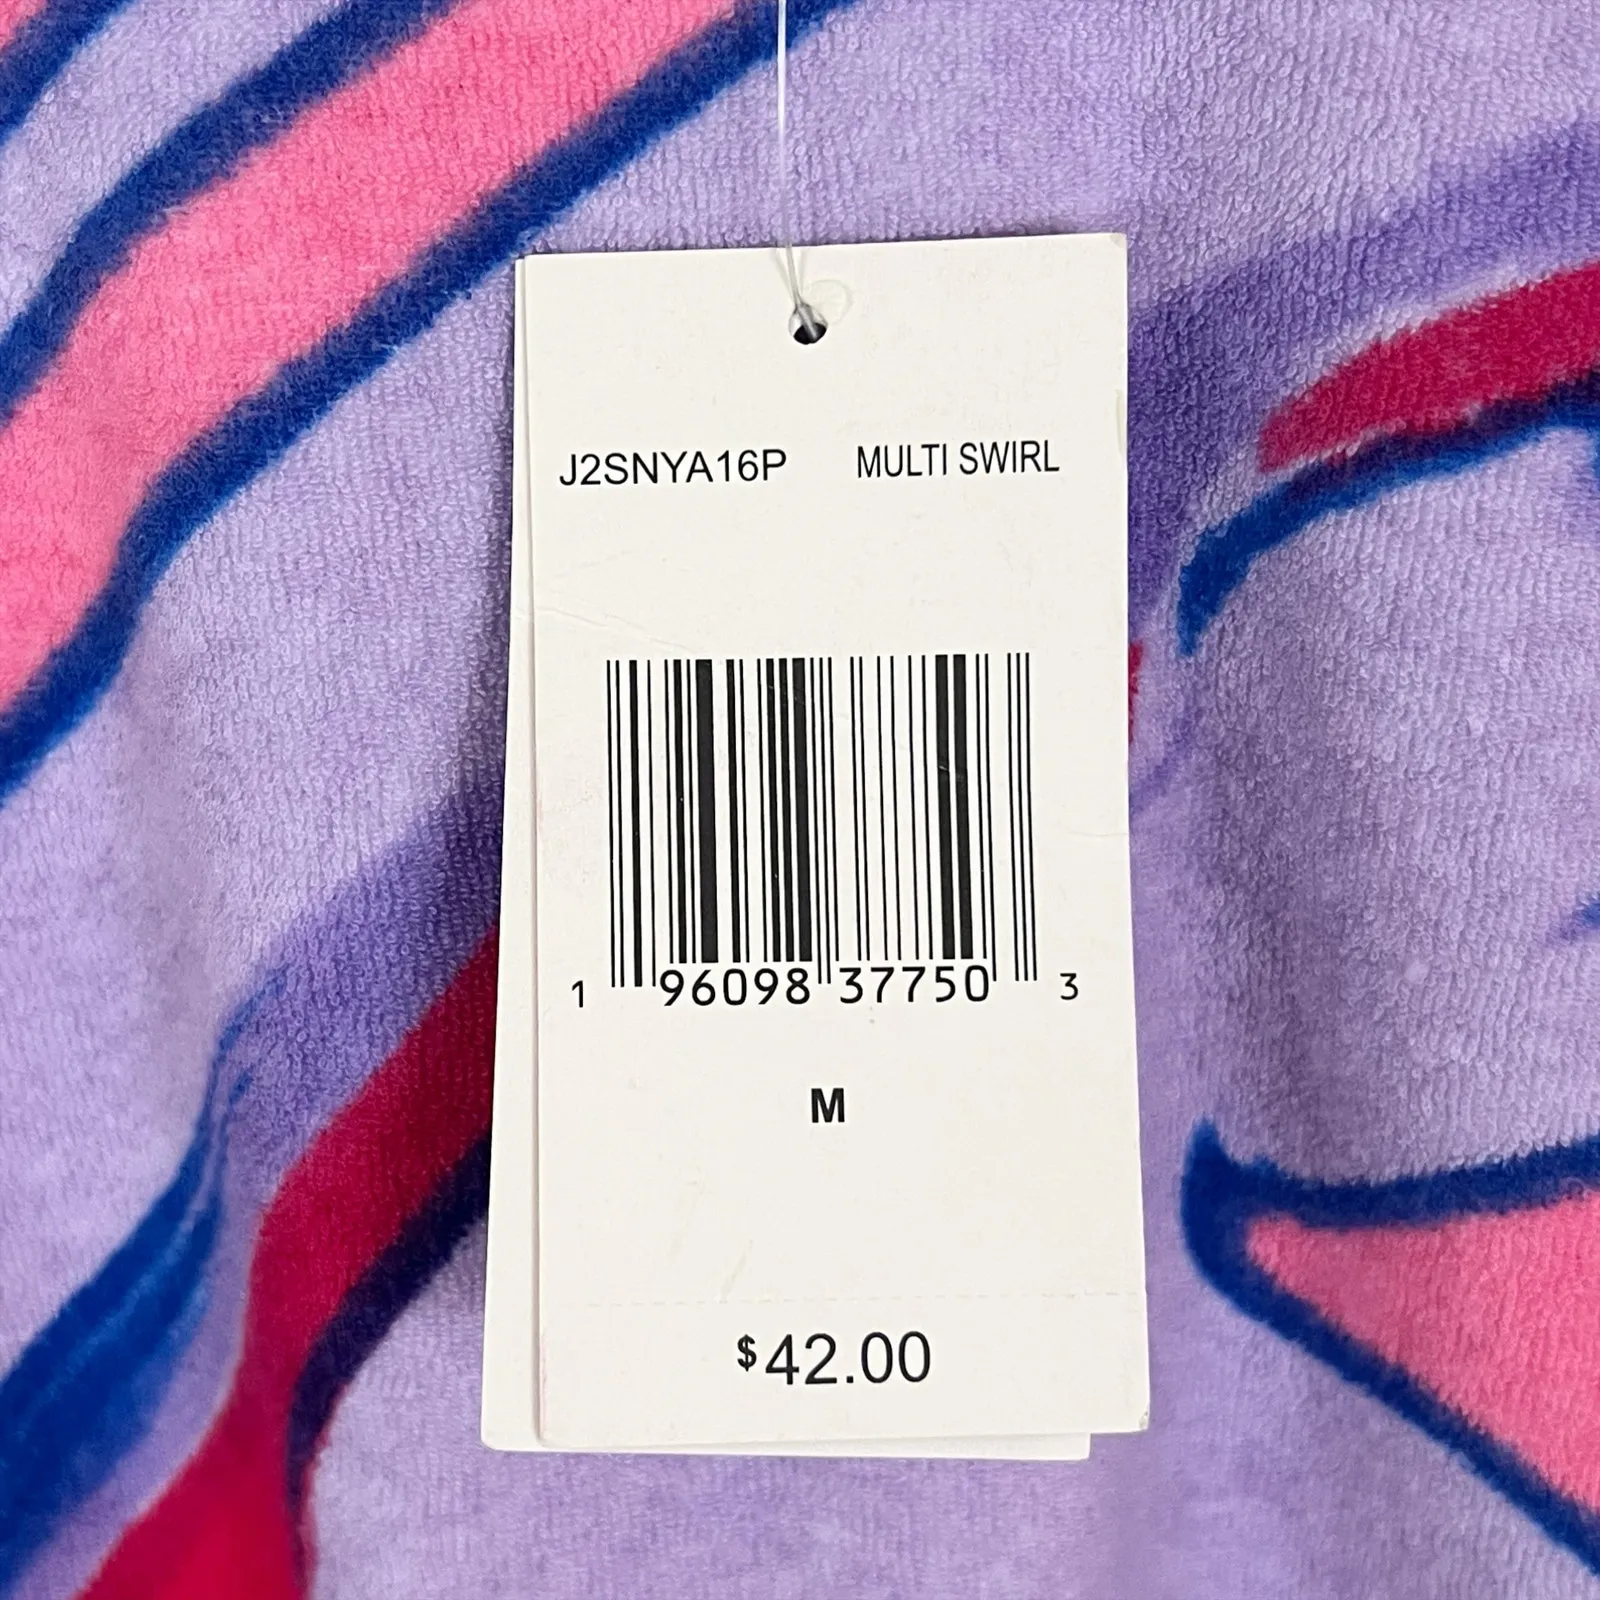 J2SNYA16P MULTI SWIRL
1 96098 37750 3
M
$42.00